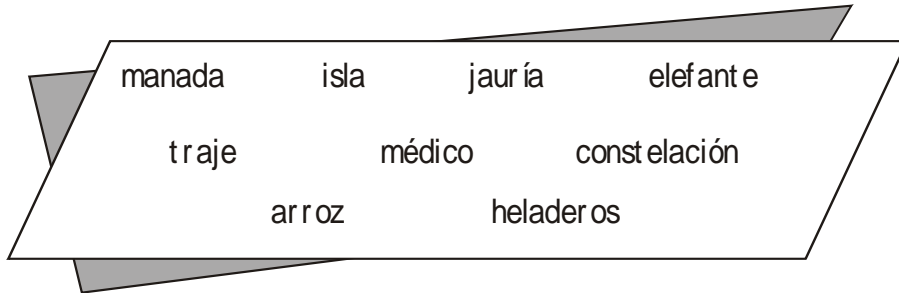 manada isla jauría elefante
traje médico constelación
arroz heladeros